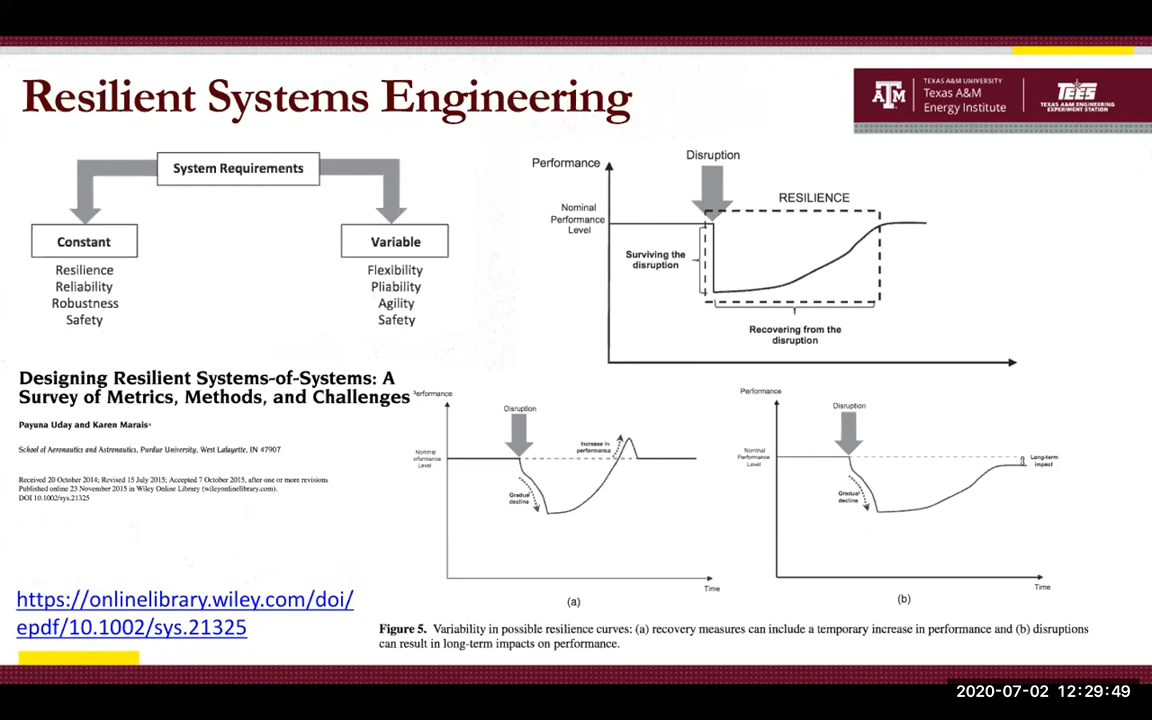 Resilient Systems Engineering
TEXAS A&M UNIVERSITY
Texas A&M
Energy Institute
TEES
TEXAS A&M ENGINEERING
EXPERIMENT STATION
System Requirements
Constant
Resilience
Reliability
Robustness
Safety
Variable
Flexibility
Pliability
Agility
Safety
Performance
Disruption
RESILIENCE
Nominal
Performance
Level
Surviving the
disruption
Recovering from the
disruption
Designing Resilient Systems-of-Systems: A
Survey of Metrics, Methods, and Challenges
Payuna Uday and Karen Marais*
School of Aeronautics and Astronautics, Purdue University, West Lafayette, IN 47907
Received 20 October 2014; Revised 15 July 2015; Accepted 7 October 2015, after one or more revisions
Published online 23 November 2015 in Wiley Online Library (wileyonlinelibrary.com).
DOI 10.1002/sys.21325
https://onlinelibrary.wiley.com/doi/
epdf/10.1002/sys.21325
Performance
Disruption
Increase in
performance
Nominal
Performance
Level
Gradual
decline
Time
(a)
Performance
Disruption
Nominal
Performance
Level
Long-term
impact
Gradual
decline
Time
(b)
Figure 5. Variability in possible resilience curves: (a) recovery measures can include a temporary increase in performance and (b) disruptions
can result in long-term impacts on performance.
2020-07-02 12:29:49